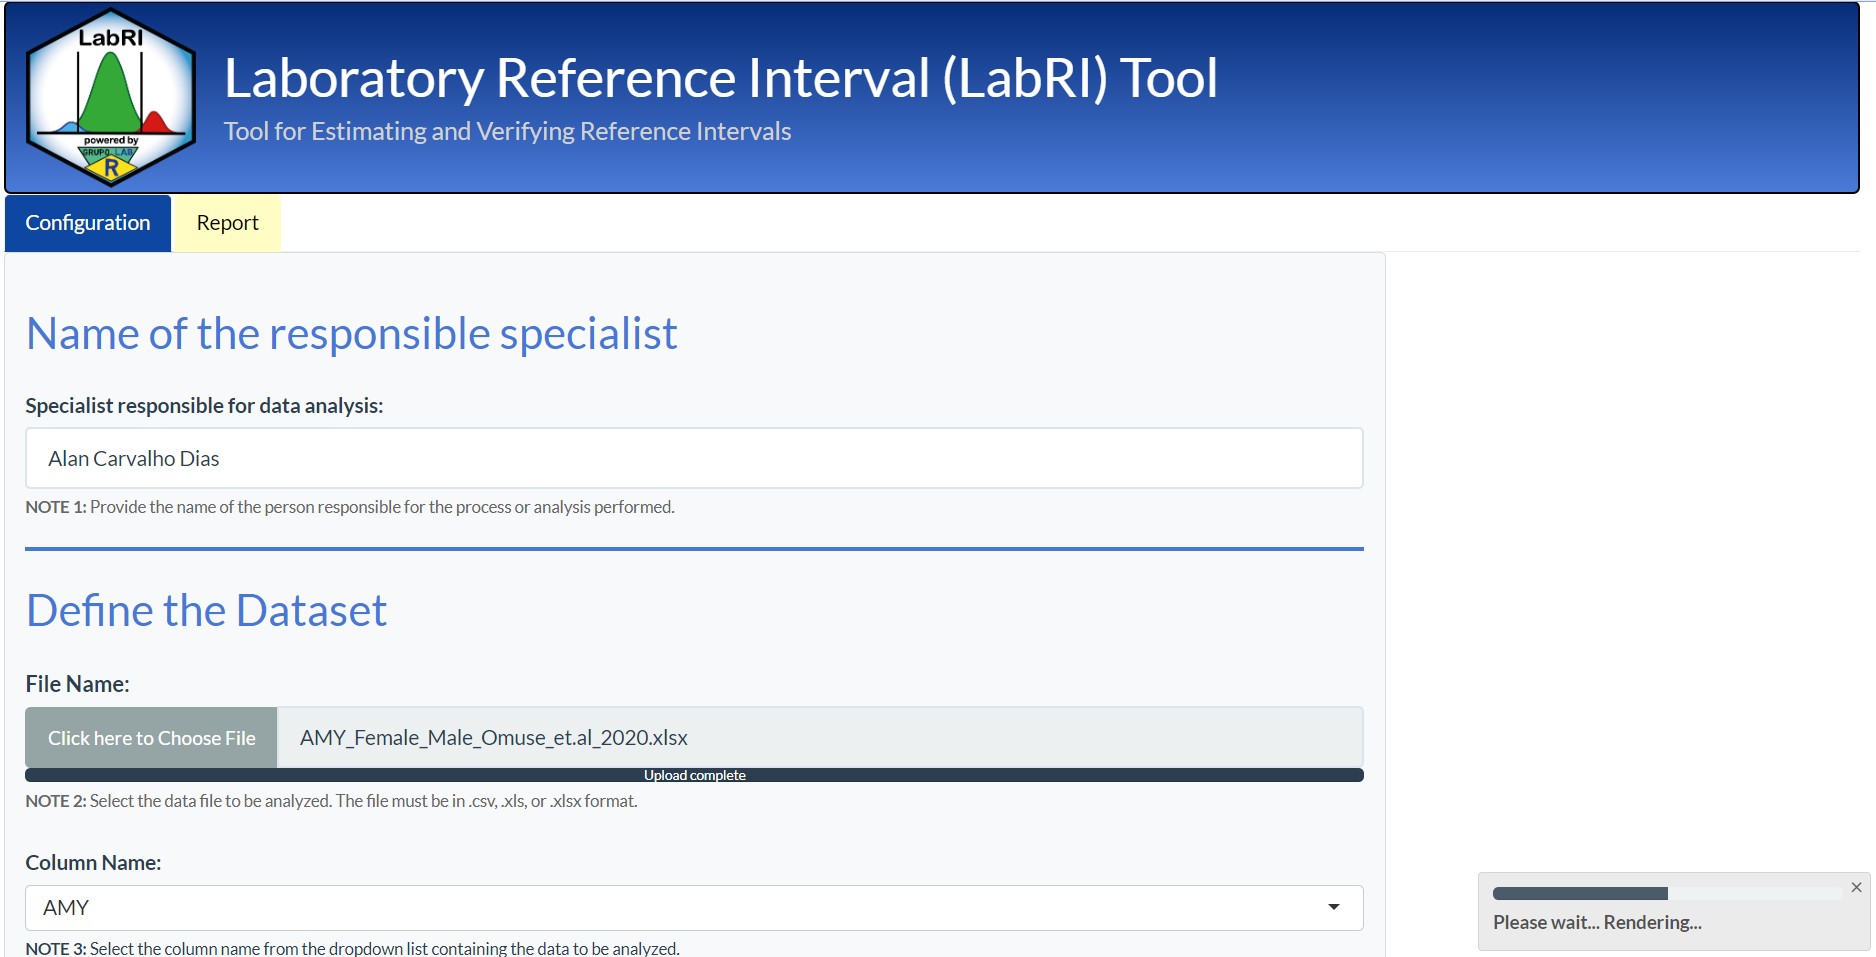 LabRI
powered by
GRUPO LAB
R
Laboratory Reference Interval (LabRI) Tool
Tool for Estimating and Verifying Reference Intervals
Configuration
Report
Name of the responsible specialist
Specialist responsible for data analysis:
Alan Carvalho Dias
NOTE 1: Provide the name of the person responsible for the process or analysis performed.
Define the Dataset
File Name:
Click here to Choose File
AMY_Female_Male_Omuse_et.al_2020.xlsx
Upload complete
NOTE 2: Select the data file to be analyzed. The file must be in .csv, .xls, or .xlsx format.
Column Name:
AMY
NOTE 3: Select the column name from the dropdown list containing the data to be analyzed.
Please wait... Rendering...